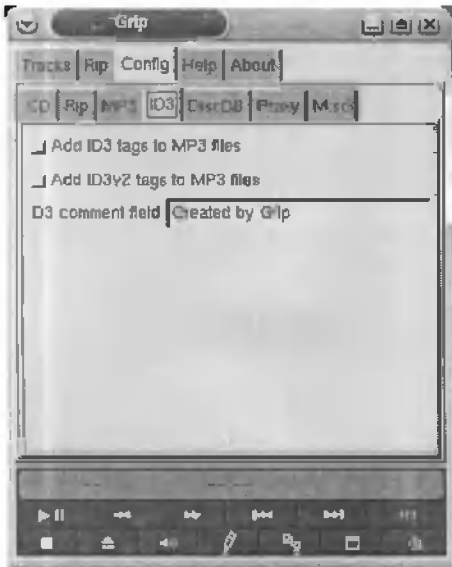 Grip
Tracks Rip Config Help About
CD Rip MP3 ID3 DiscDB Proxy Misc
Add ID3 tags to MP3 files
Add ID3v2 tags to MP3 files
ID3 comment field Created by Grip